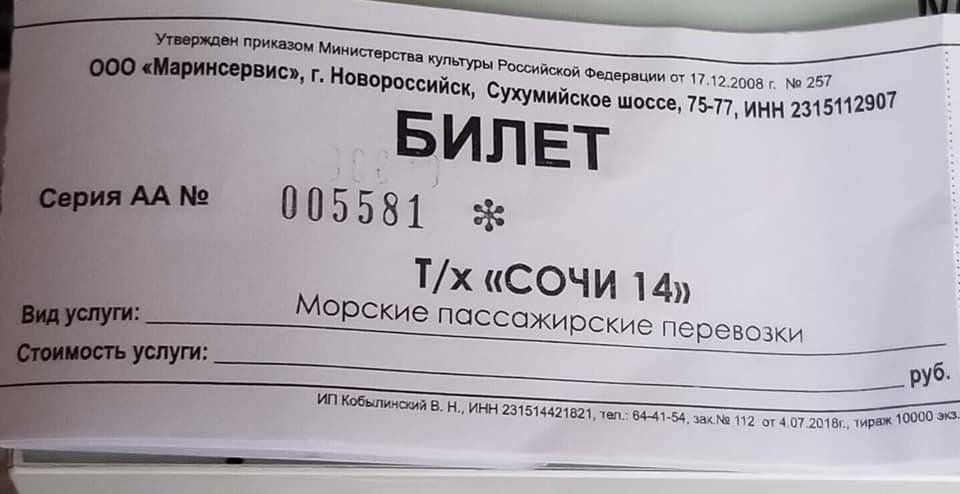 Утвержден приказом Министерства культуры Российской Федерации от 17.12.2008 г. № 257
ООО «Маринсервис», г. Новороссийск, Сухумийское шоссе, 75-77, ИНН 2315112907
БИЛЕТ
Серия АА № 005581 *
Т/х «СОЧИ 14»
Вид услуги: Морские пассажирские перевозки
Стоимость услуги: руб.
ИП Кобылинский В. Н., ИНН 231514421821, тел.: 64-41-54, зак.№ 112 от 4.07.2018г., тираж 10000 экз.